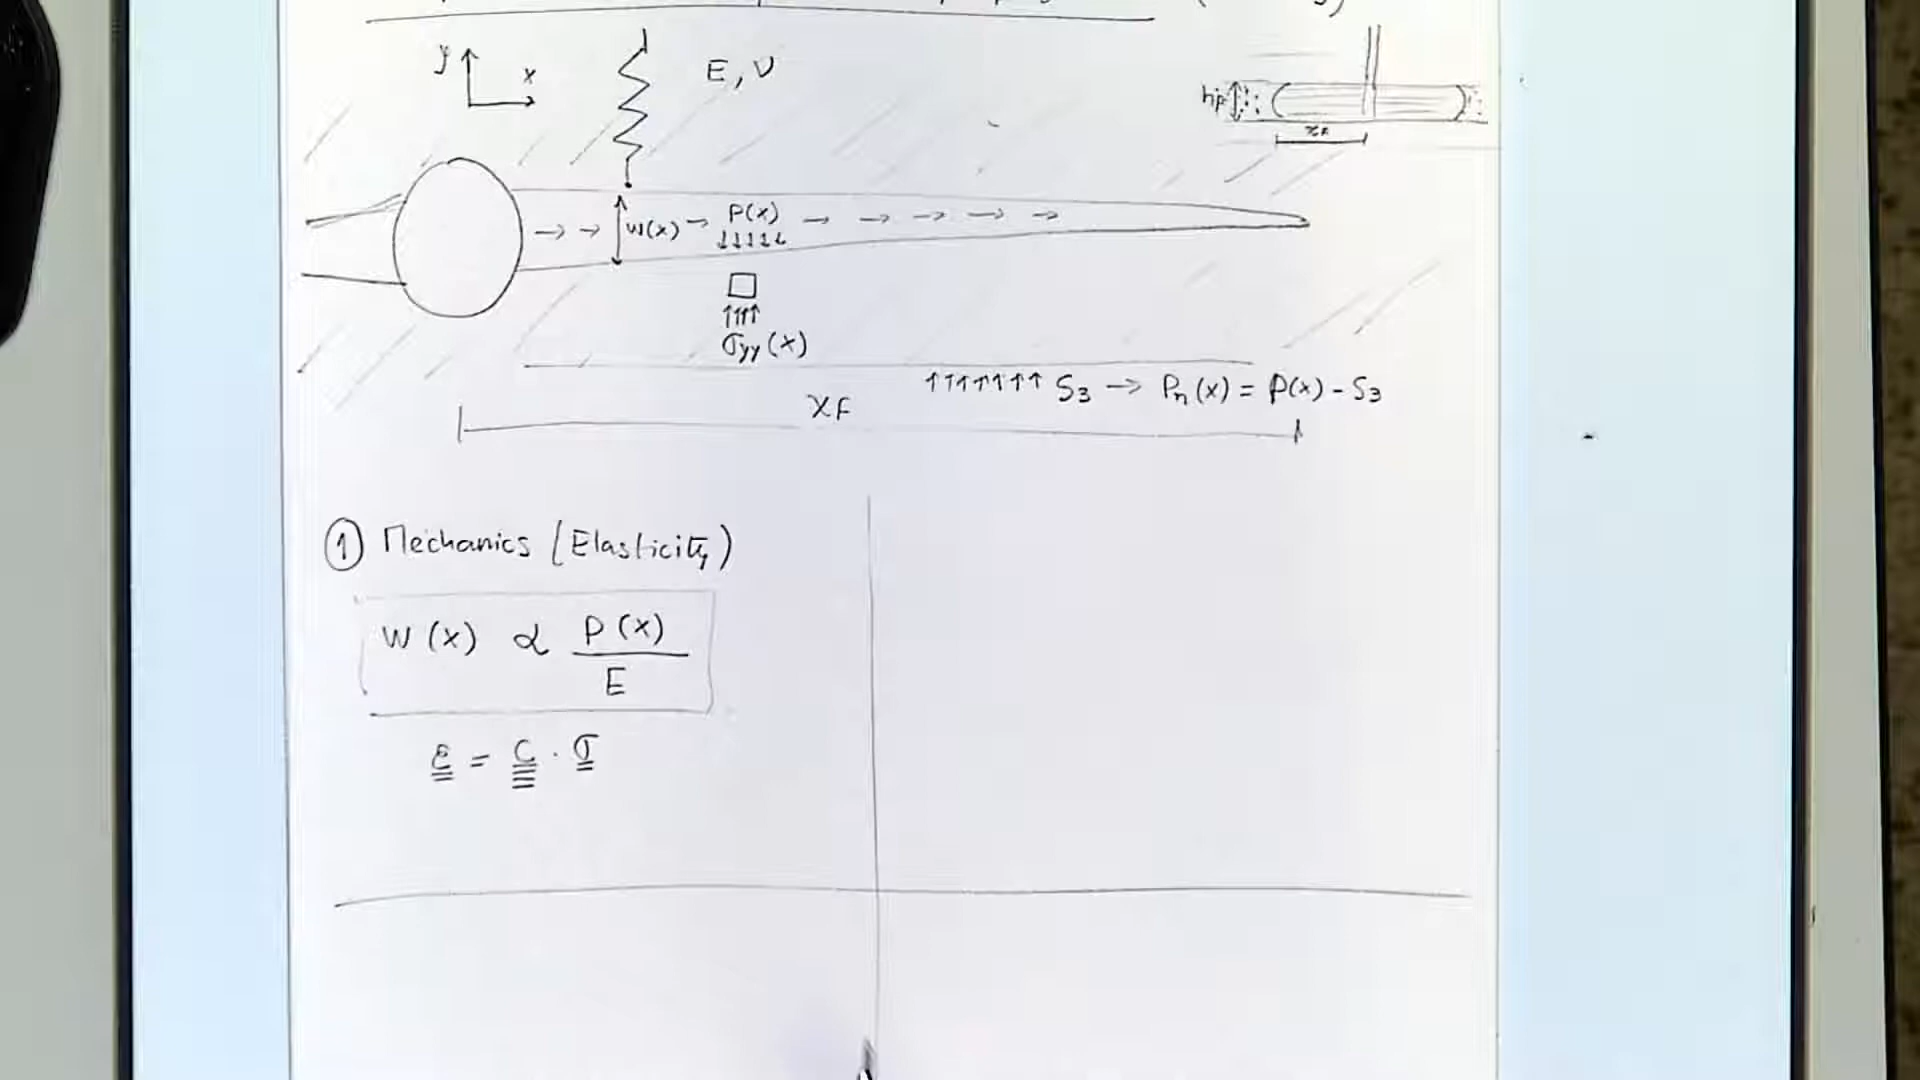 y
x
E, ν
hp
xF
w(x)
P(x)
σyy(x)
S3 → Pn(x) = P(x) - S3
xF
① Mechanics (Elasticity)
w(x) ∝ P(x)
E
ε = C · σ